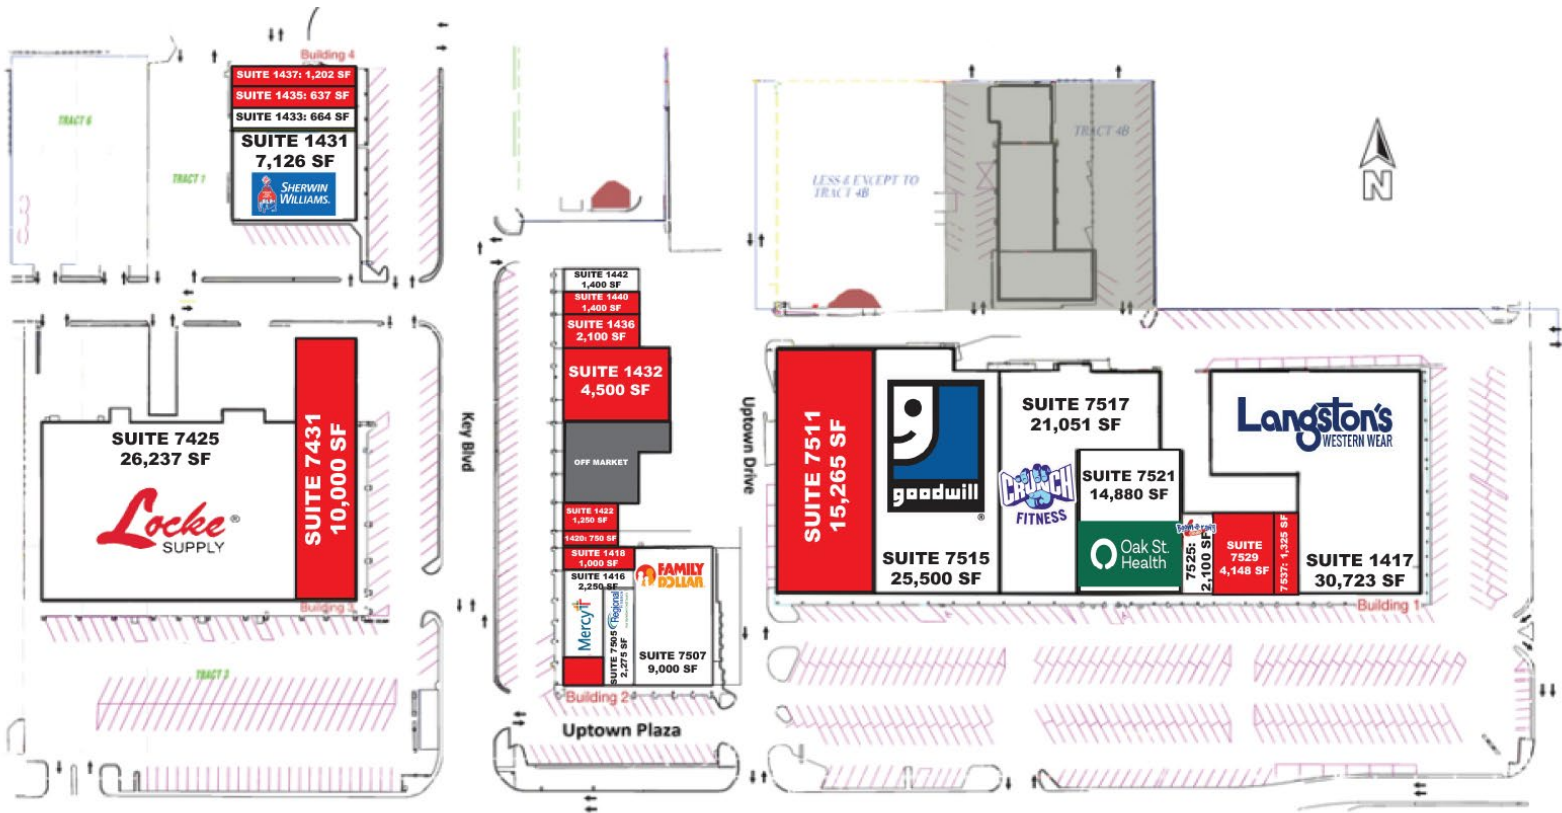 Building 4
SUITE 1437: 1,202 SF
SUITE 1435: 637 SF
SUITE 1433: 664 SF
SUITE 1431
7,126 SF
SHERWIN
WILLIAMS.
TRACT 6
TRACT 1
SUITE 7425
26,237 SF
Locke®
SUPPLY
SUITE 7431
10,000 SF
Building 3
TRACT 2
Key Blvd
SUITE 1442
1,400 SF
SUITE 1440
1,400 SF
SUITE 1436
2,100 SF
SUITE 1432
4,500 SF
OFF MARKET
SUITE 1422
1,250 SF
1420: 750 SF
SUITE 1418
1,000 SF
SUITE 1416
2,250 SF
Mercy
Regional
SUITE 7505
2,275 SF
FAMILY
DOLLAR
SUITE 7507
9,000 SF
Building 2
Uptown Plaza
Uptown Drive
LESS & EXCEPT TO
TRACT 4B
TRACT 4B
N
SUITE 7511
15,265 SF
goodwill
®
SUITE 7515
25,500 SF
SUITE 7517
21,051 SF
CRUNCH
FITNESS
SUITE 7521
14,880 SF
Oak St.
Health
7525:
2,100 SF
SUITE
7529
4,148 SF
7537: 1,325 SF
Langston's
WESTERN WEAR
SUITE 1417
30,723 SF
Building 1